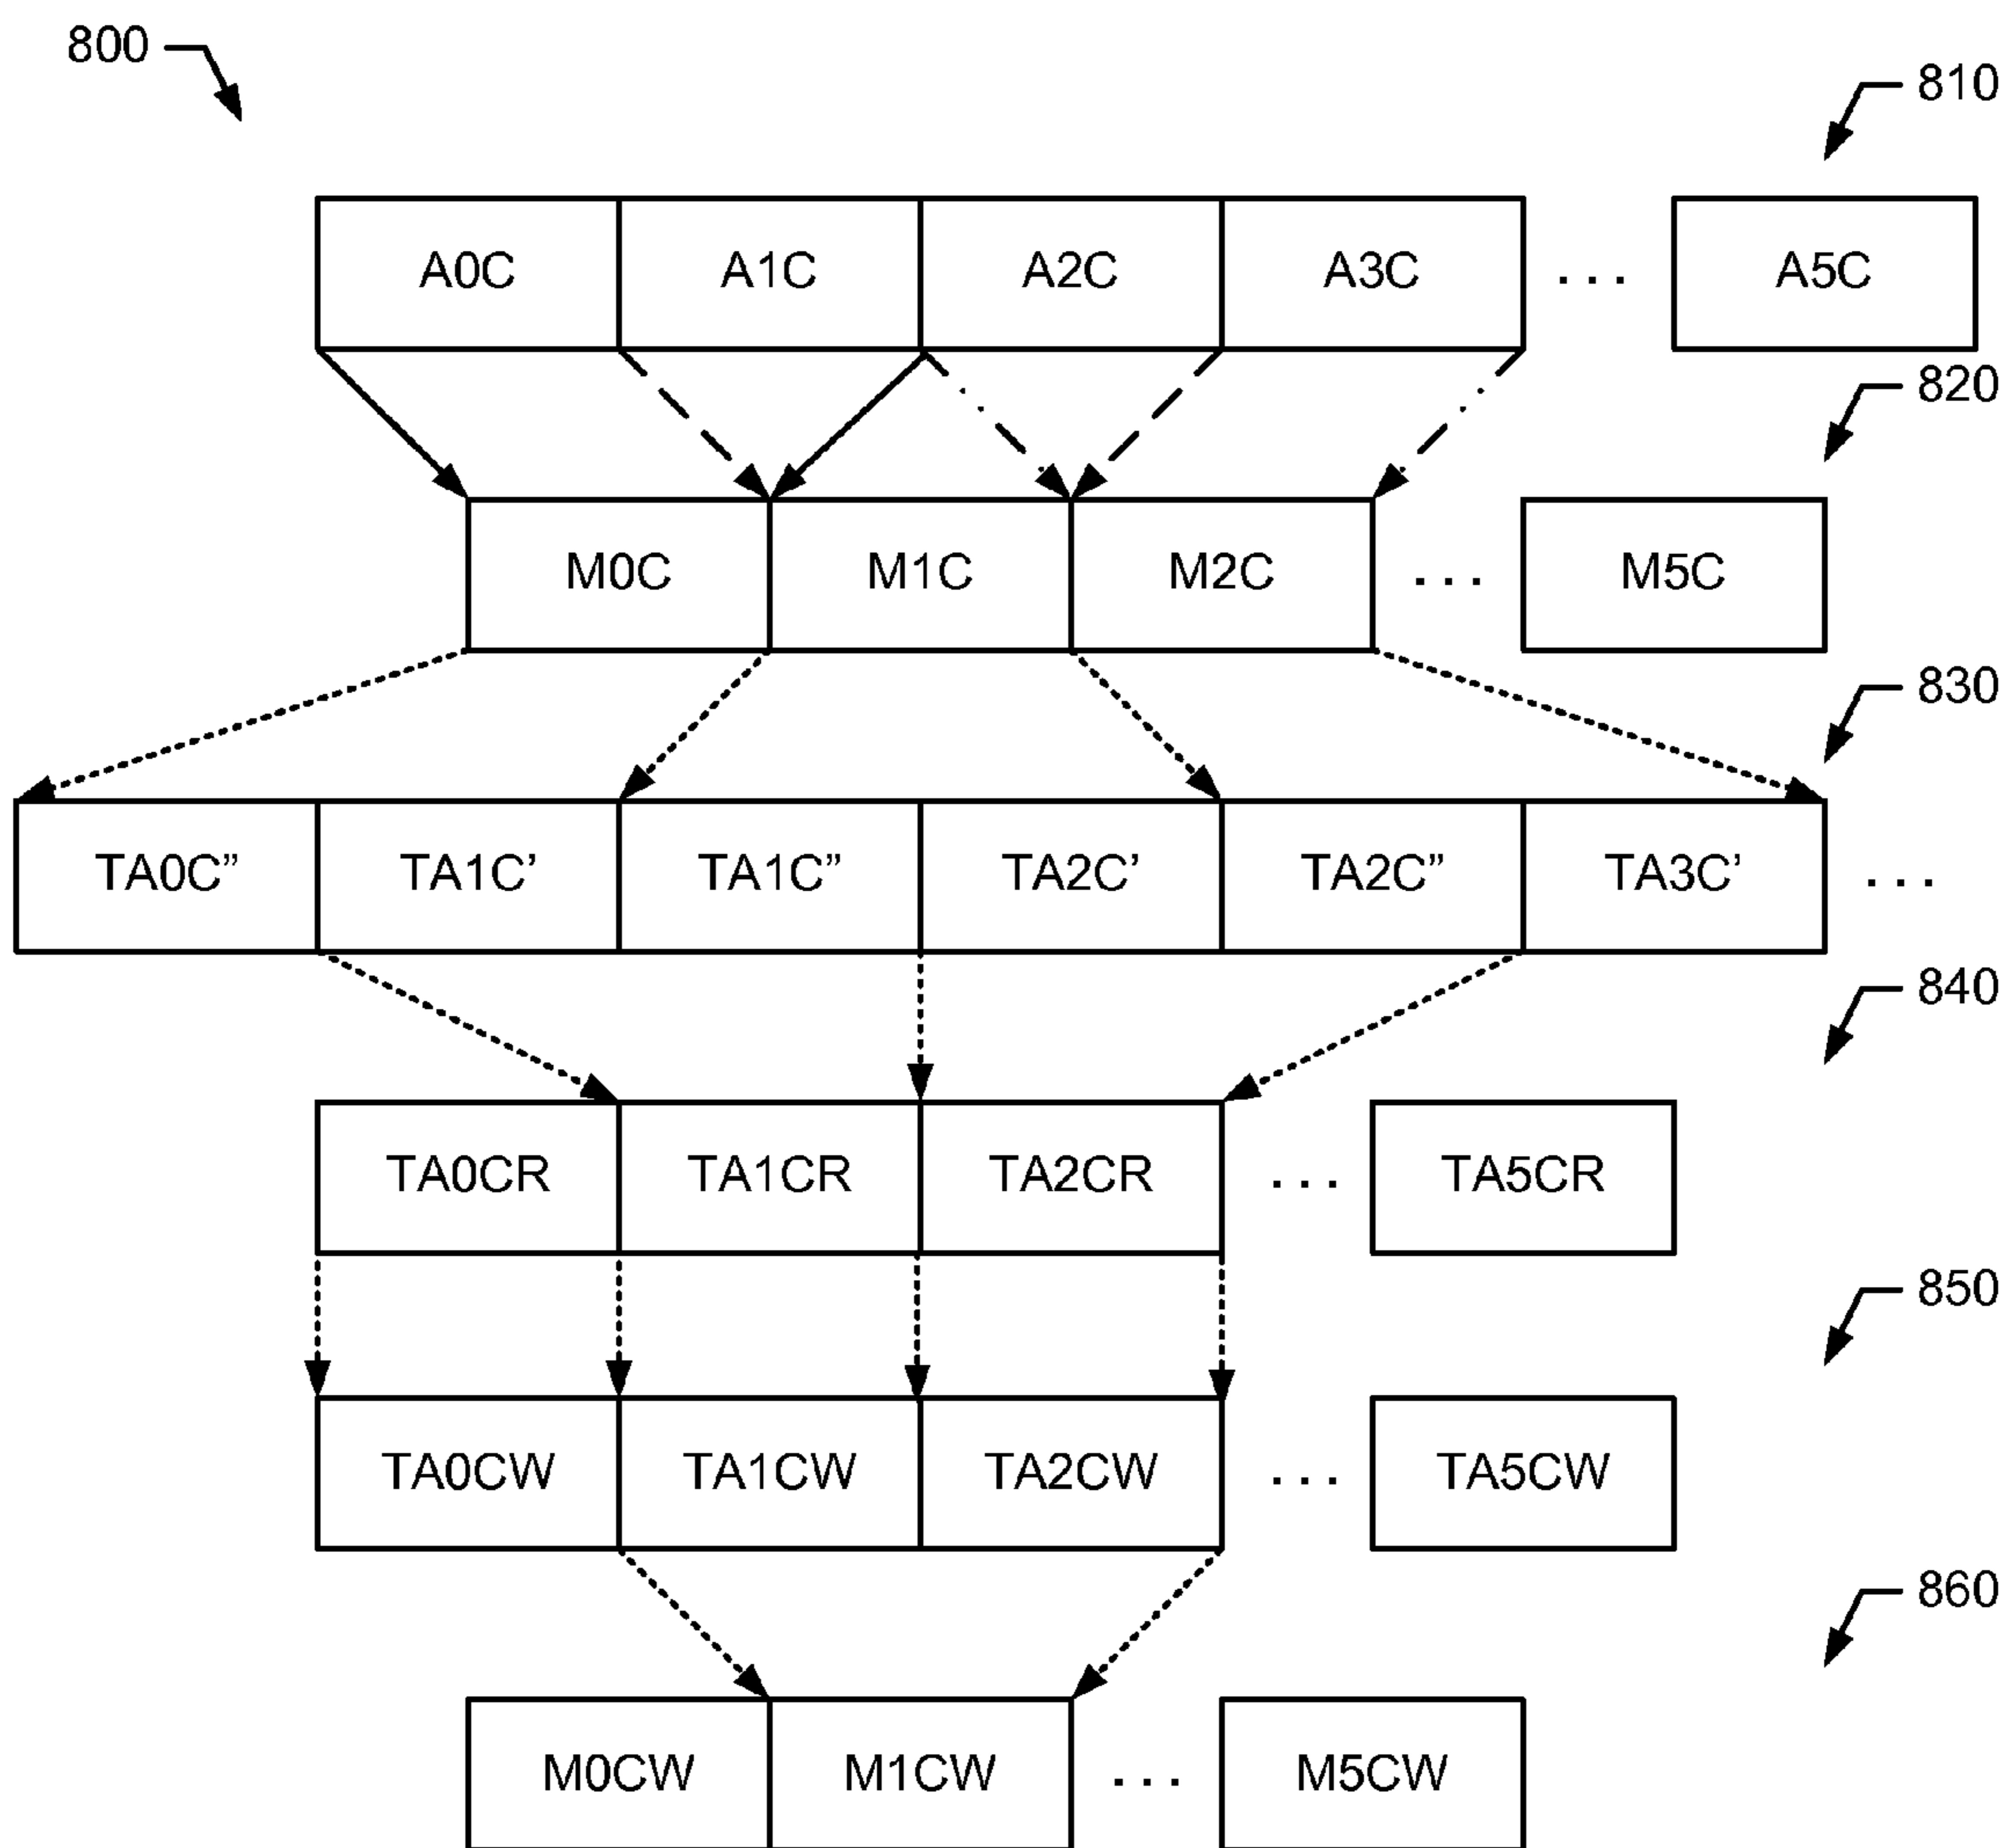 800
810
A0C A1C A2C A3C ... A5C
820
M0C M1C M2C ... M5C
830
TA0C” TA1C’ TA1C” TA2C’ TA2C” TA3C’ ...
840
TA0CR TA1CR TA2CR ... TA5CR
850
TA0CW TA1CW TA2CW ... TA5CW
860
M0CW M1CW ... M5CW